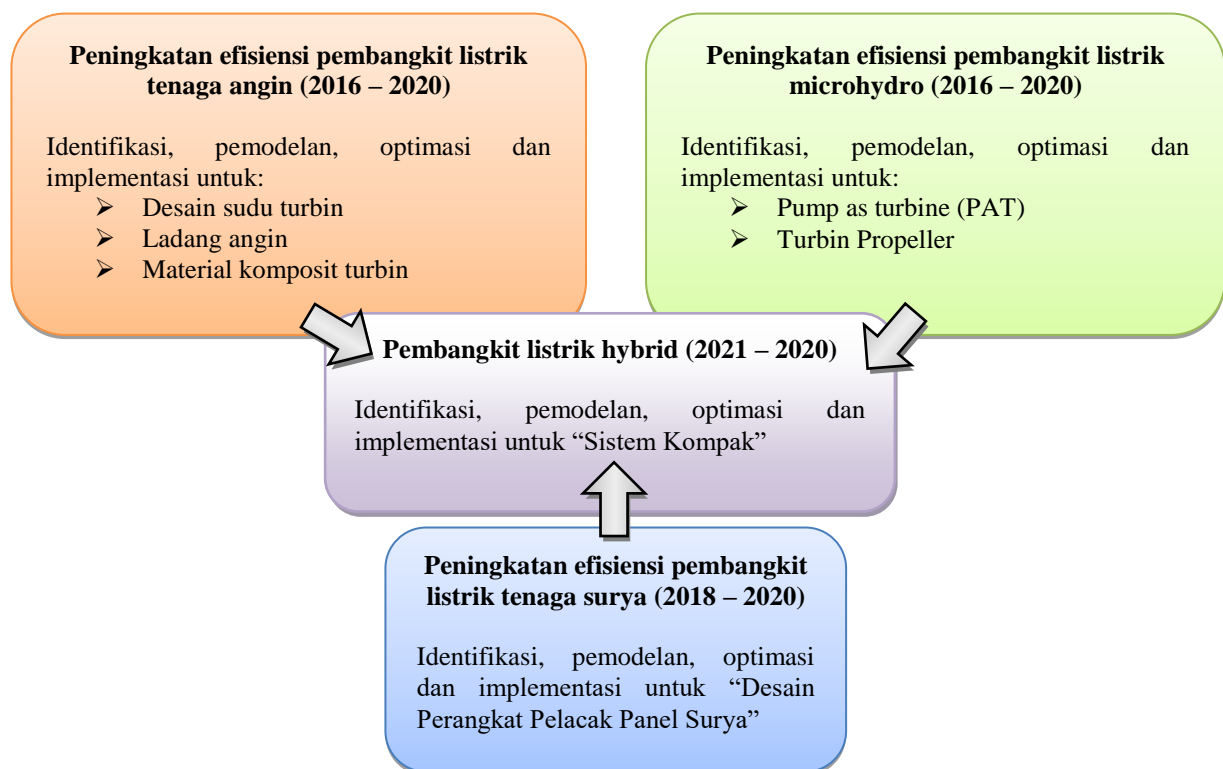 Peningkatan efisiensi pembangkit listrik
tenaga angin (2016 – 2020)
Identifikasi, pemodelan, optimasi dan
implementasi untuk:
➢ Desain sudu turbin
➢ Ladang angin
➢ Material komposit turbin
Peningkatan efisiensi pembangkit listrik
microhydro (2016 – 2020)
Identifikasi, pemodelan, optimasi dan
implementasi untuk:
➢ Pump as turbine (PAT)
➢ Turbin Propeller
Pembangkit listrik hybrid (2021 – 2020)
Identifikasi, pemodelan, optimasi dan
implementasi untuk “Sistem Kompak”
Peningkatan efisiensi pembangkit
listrik tenaga surya (2018 – 2020)
Identifikasi, pemodelan, optimasi
dan implementasi untuk “Desain
Perangkat Pelacak Panel Surya”